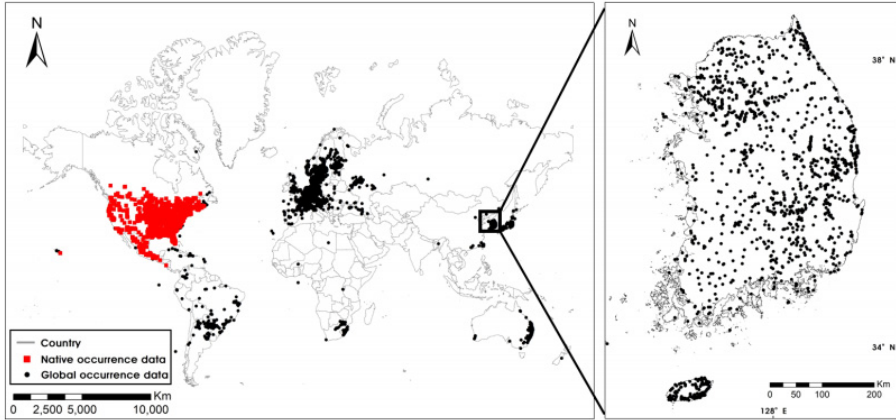 N
Country
Native occurrence data
Global occurrence data
Km
0 2,500 5,000 10,000
N
38° N
34° N
Km
0 50 100 200
128° E